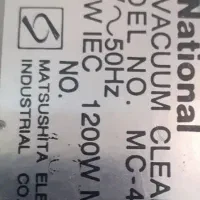 National
VACUUM CLEA
DEL NO. MC-4
V~50Hz
W IEC 1200W M
NO.
MATSUSHITA ELE
INDUSTRIAL CO.